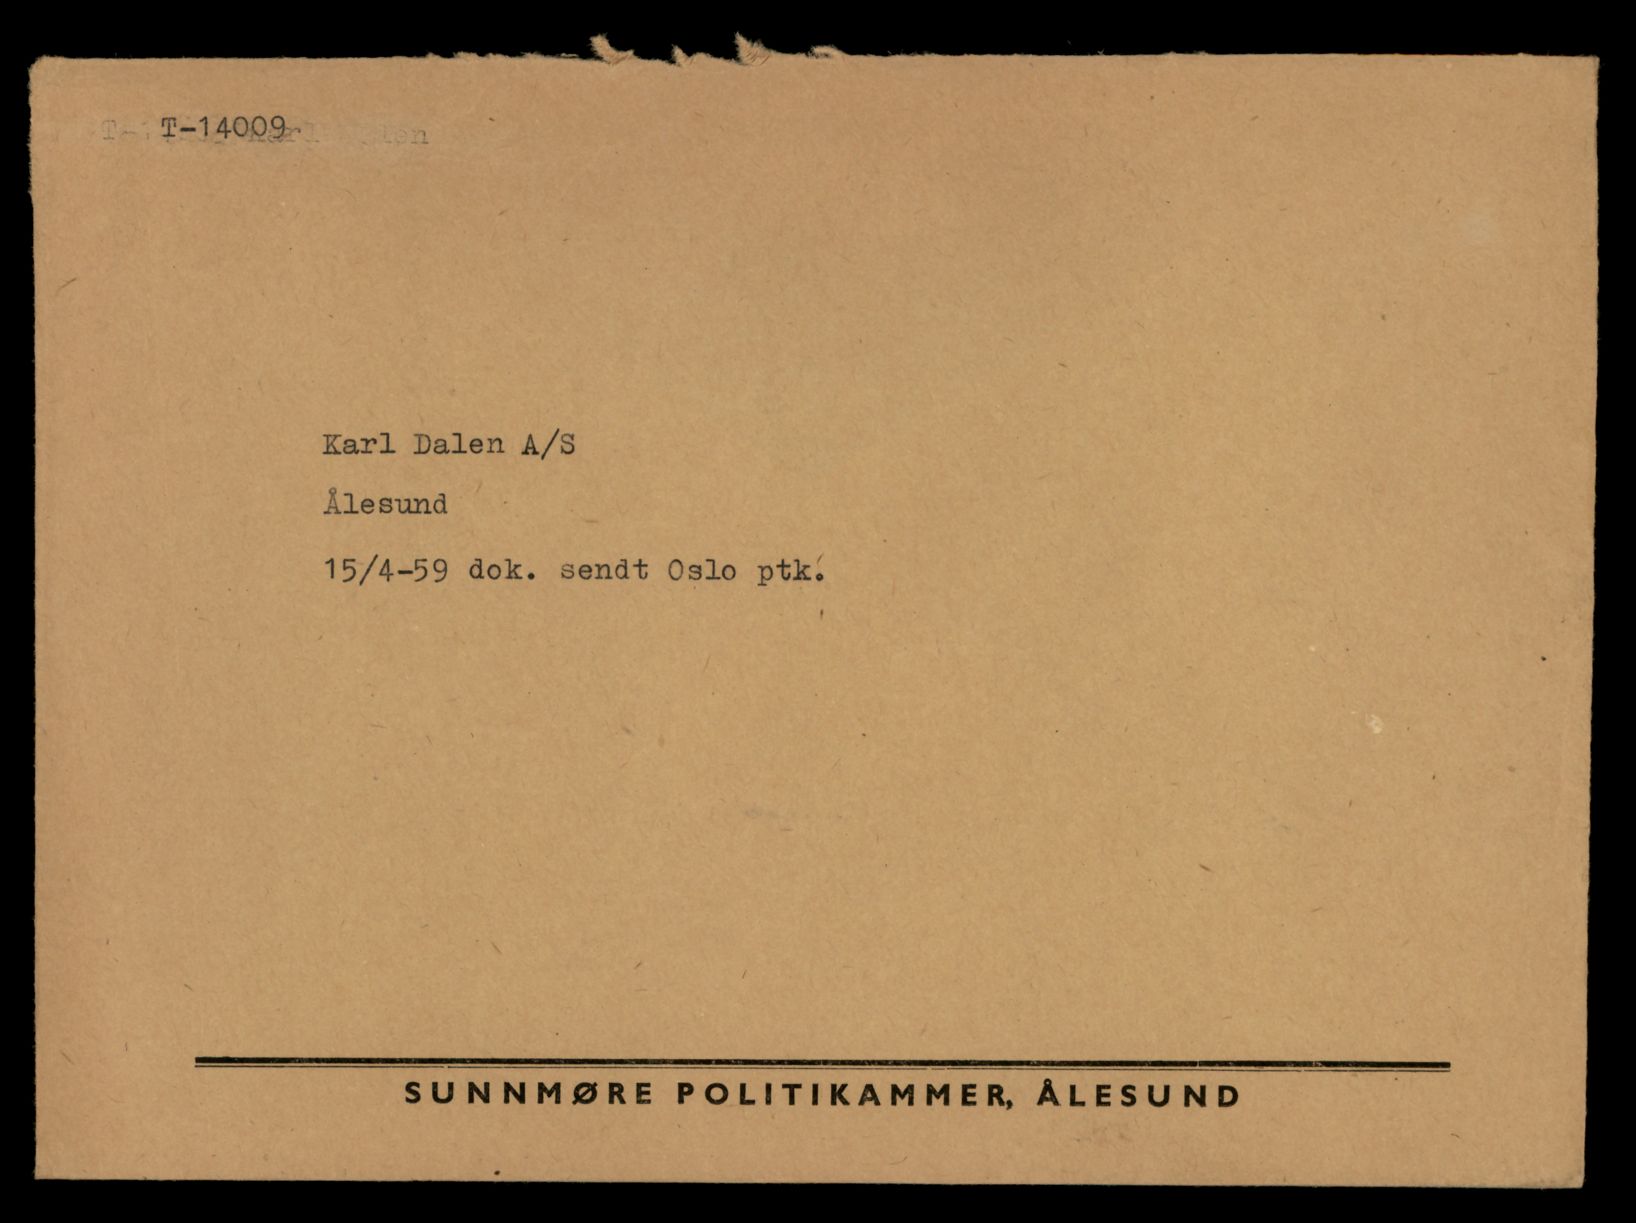 T-14009
Karl Dalen A/S
Ålesund
15/4-59 dok. sendt Oslo ptk.
SUNNMØRE POLITIKAMMER, ÅLESUND